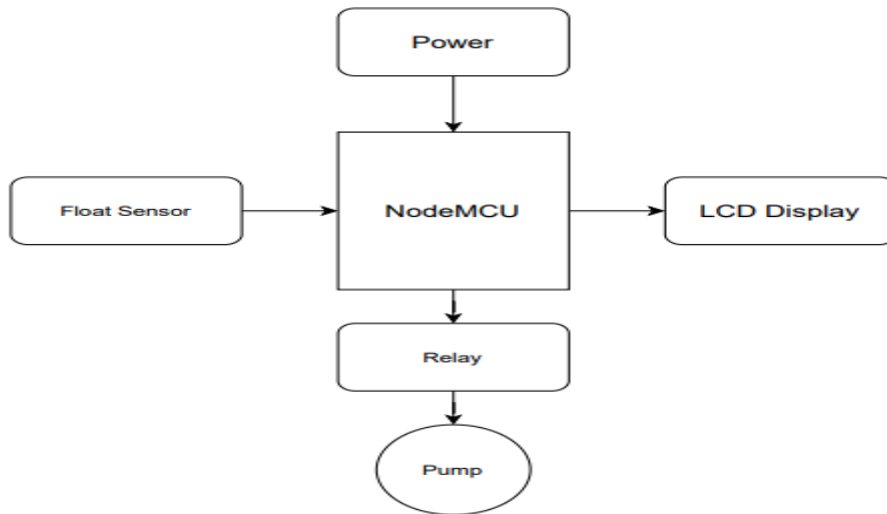 Power
Float Sensor
NodeMCU
LCD Display
Relay
Pump